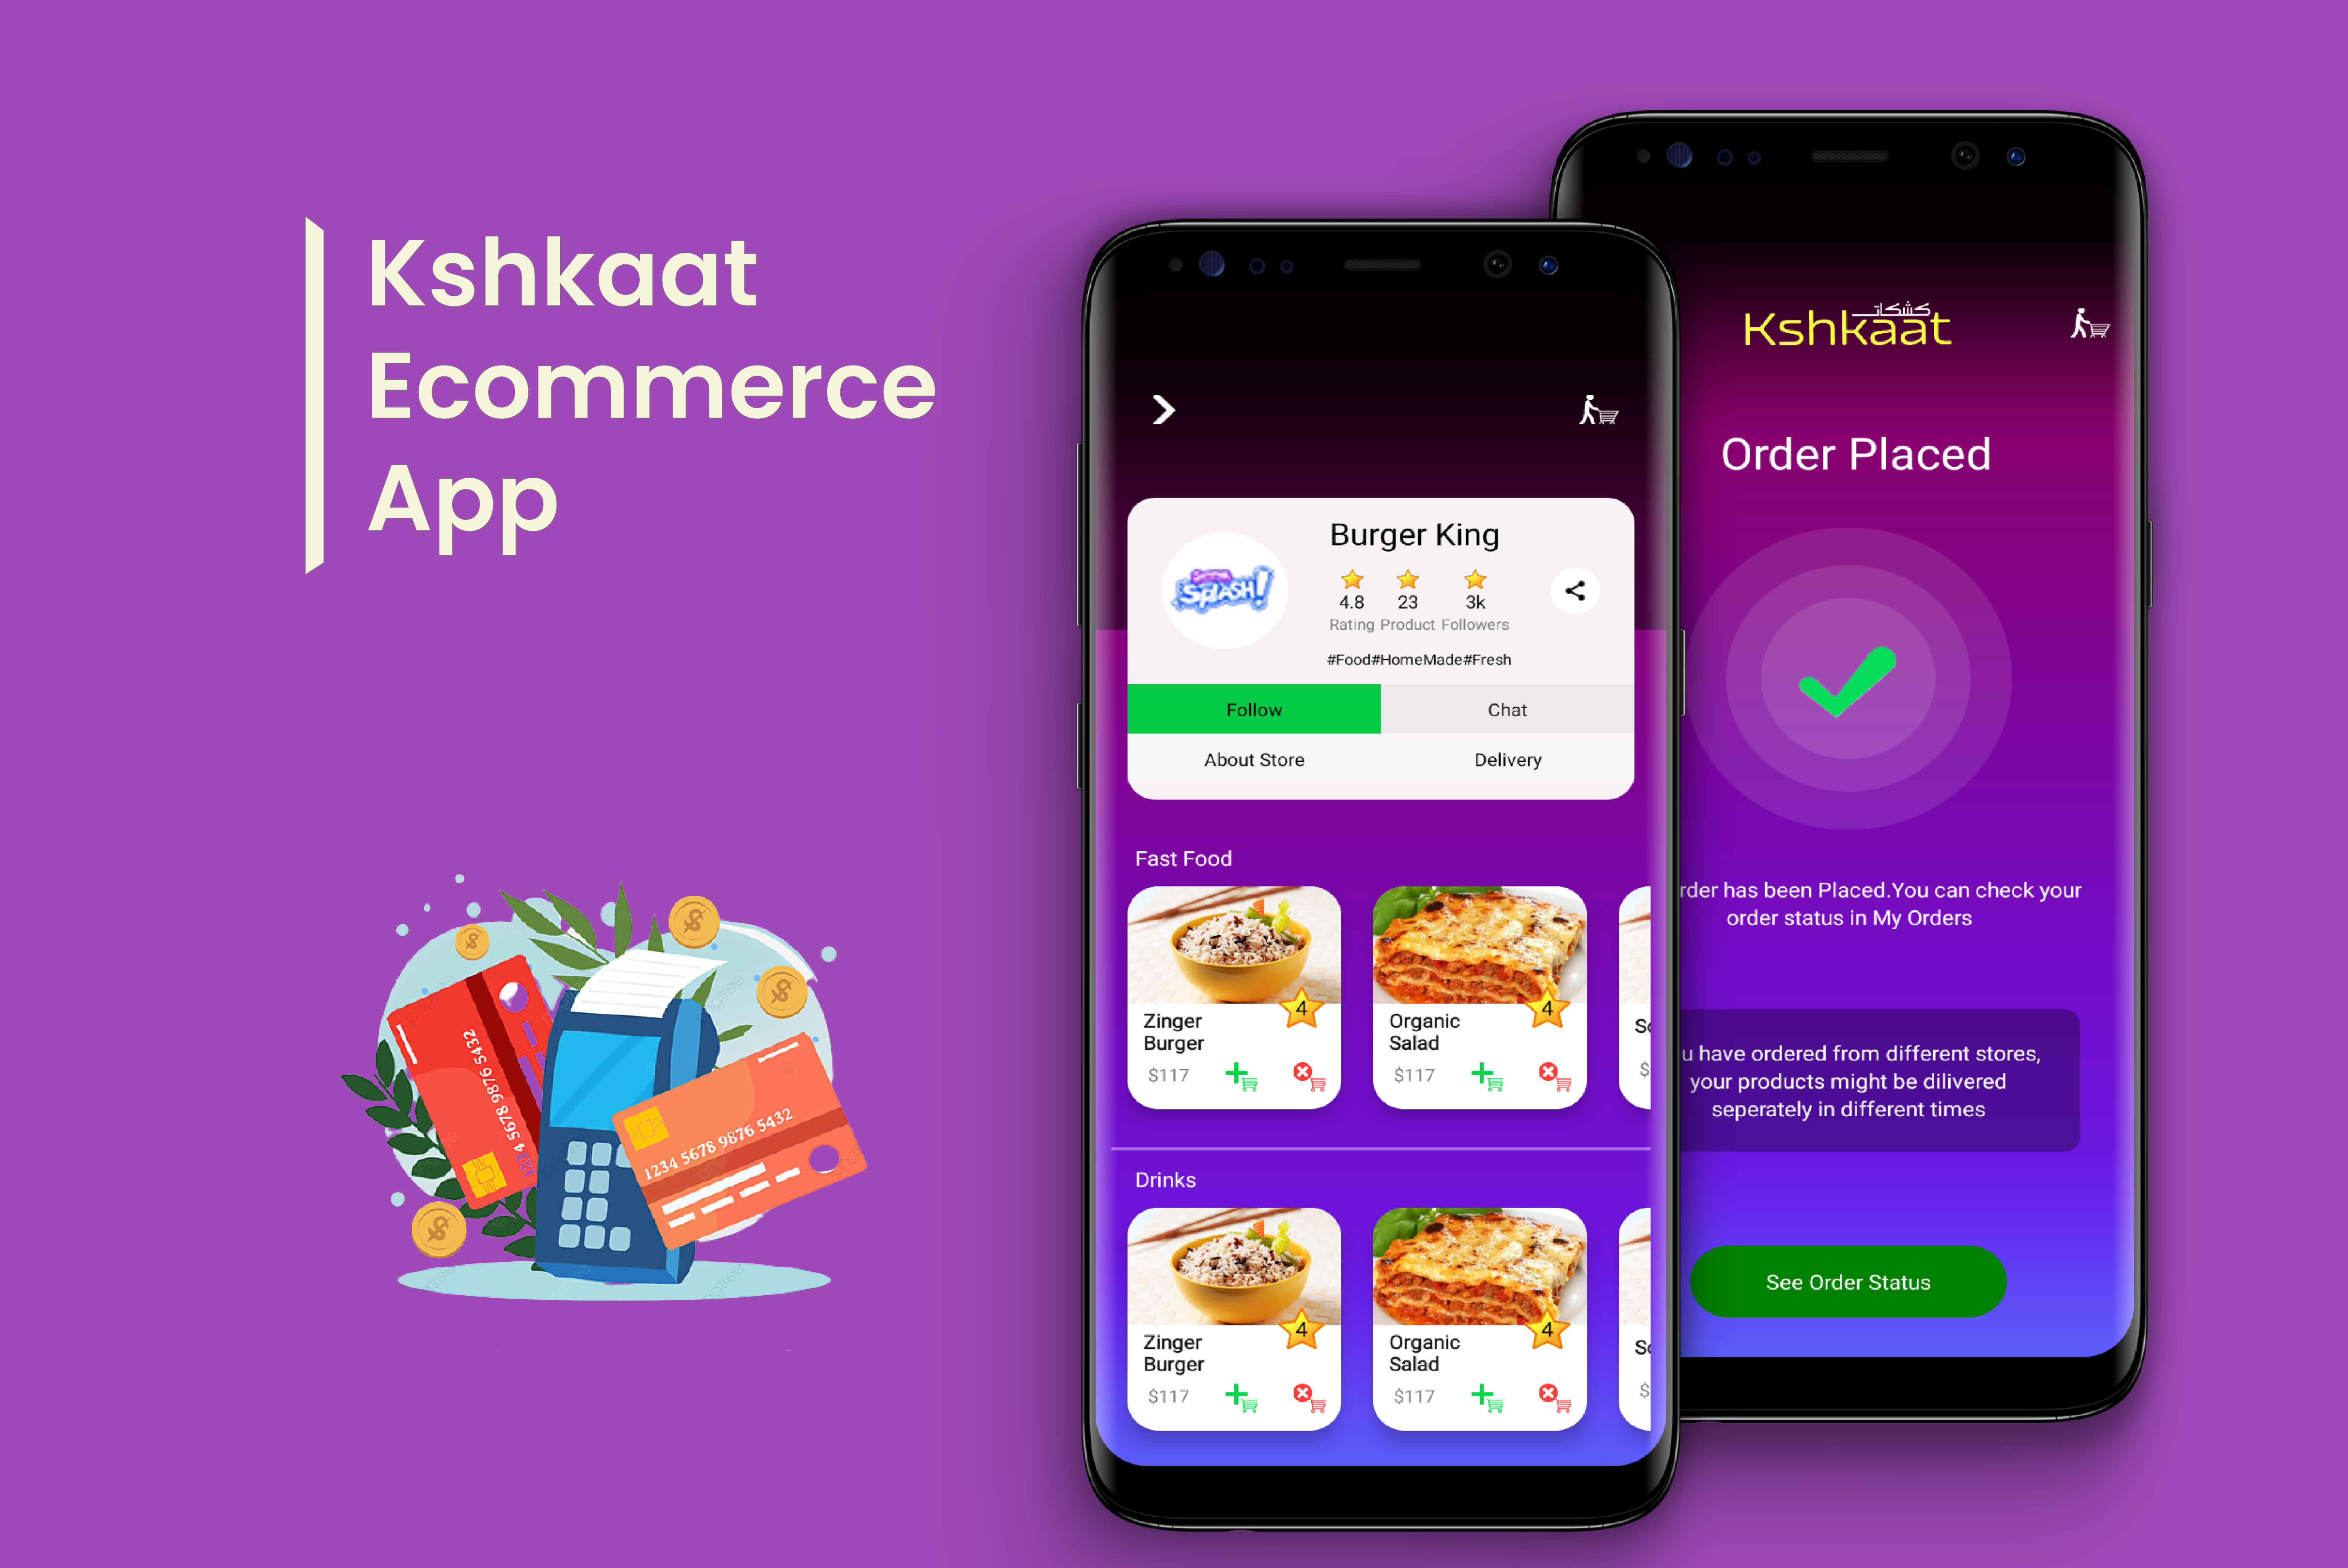 Kshkaat
Ecommerce
App
1234 5678 9876 5432
5678 9876 5432
Burger King
SPLASH!
4.8 23 3k
Rating Product Followers
#Food#HomeMade#Fresh
Follow Chat
About Store Delivery
Fast Food
Zinger
Burger
4
$117
Organic
Salad
4
$117
$
Drinks
Zinger
Burger
4
$117
Organic
Salad
4
$117
$
كشكات
Kshkaat
Order Placed
has been Placed.You can check your
order status in My Orders
have ordered from different stores,
your products might be dilivered
seperately in different times
See Order Status